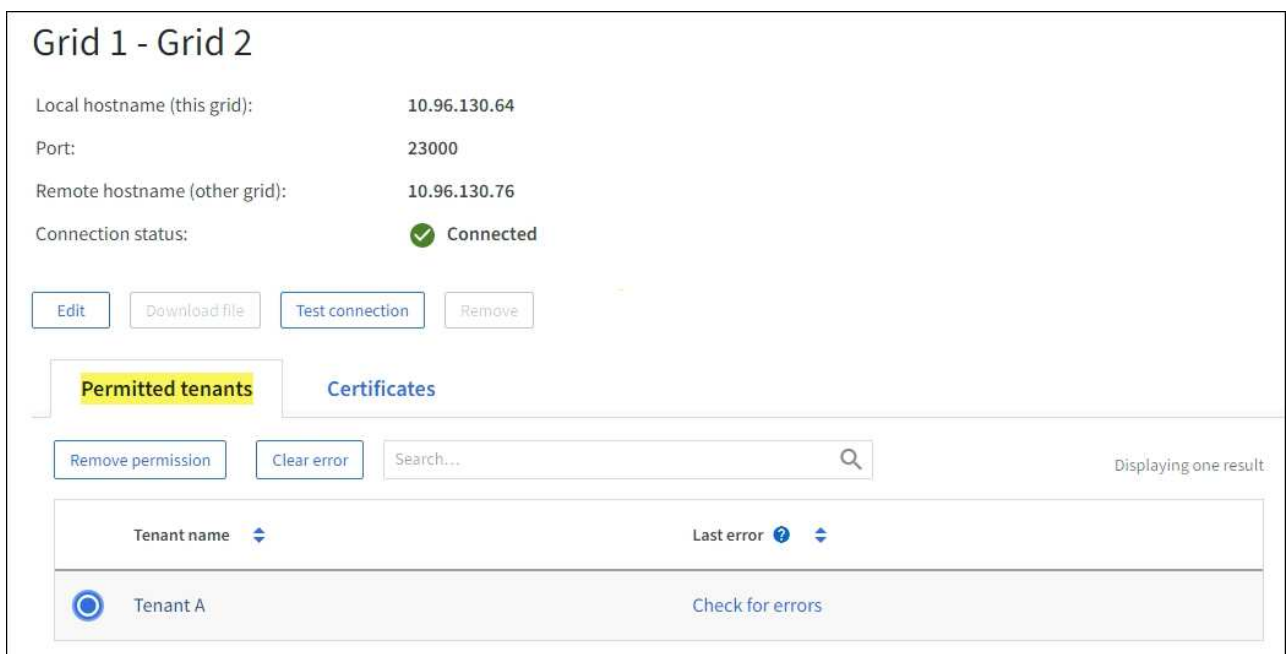 Grid 1 - Grid 2
Local hostname (this grid): 10.96.130.64
Port: 23000
Remote hostname (other grid): 10.96.130.76
Connection status: Connected
Edit Download file Test connection Remove
Permitted tenants Certificates
Remove permission Clear error Search... Displaying one result
Tenant name Last error ?
Tenant A Check for errors